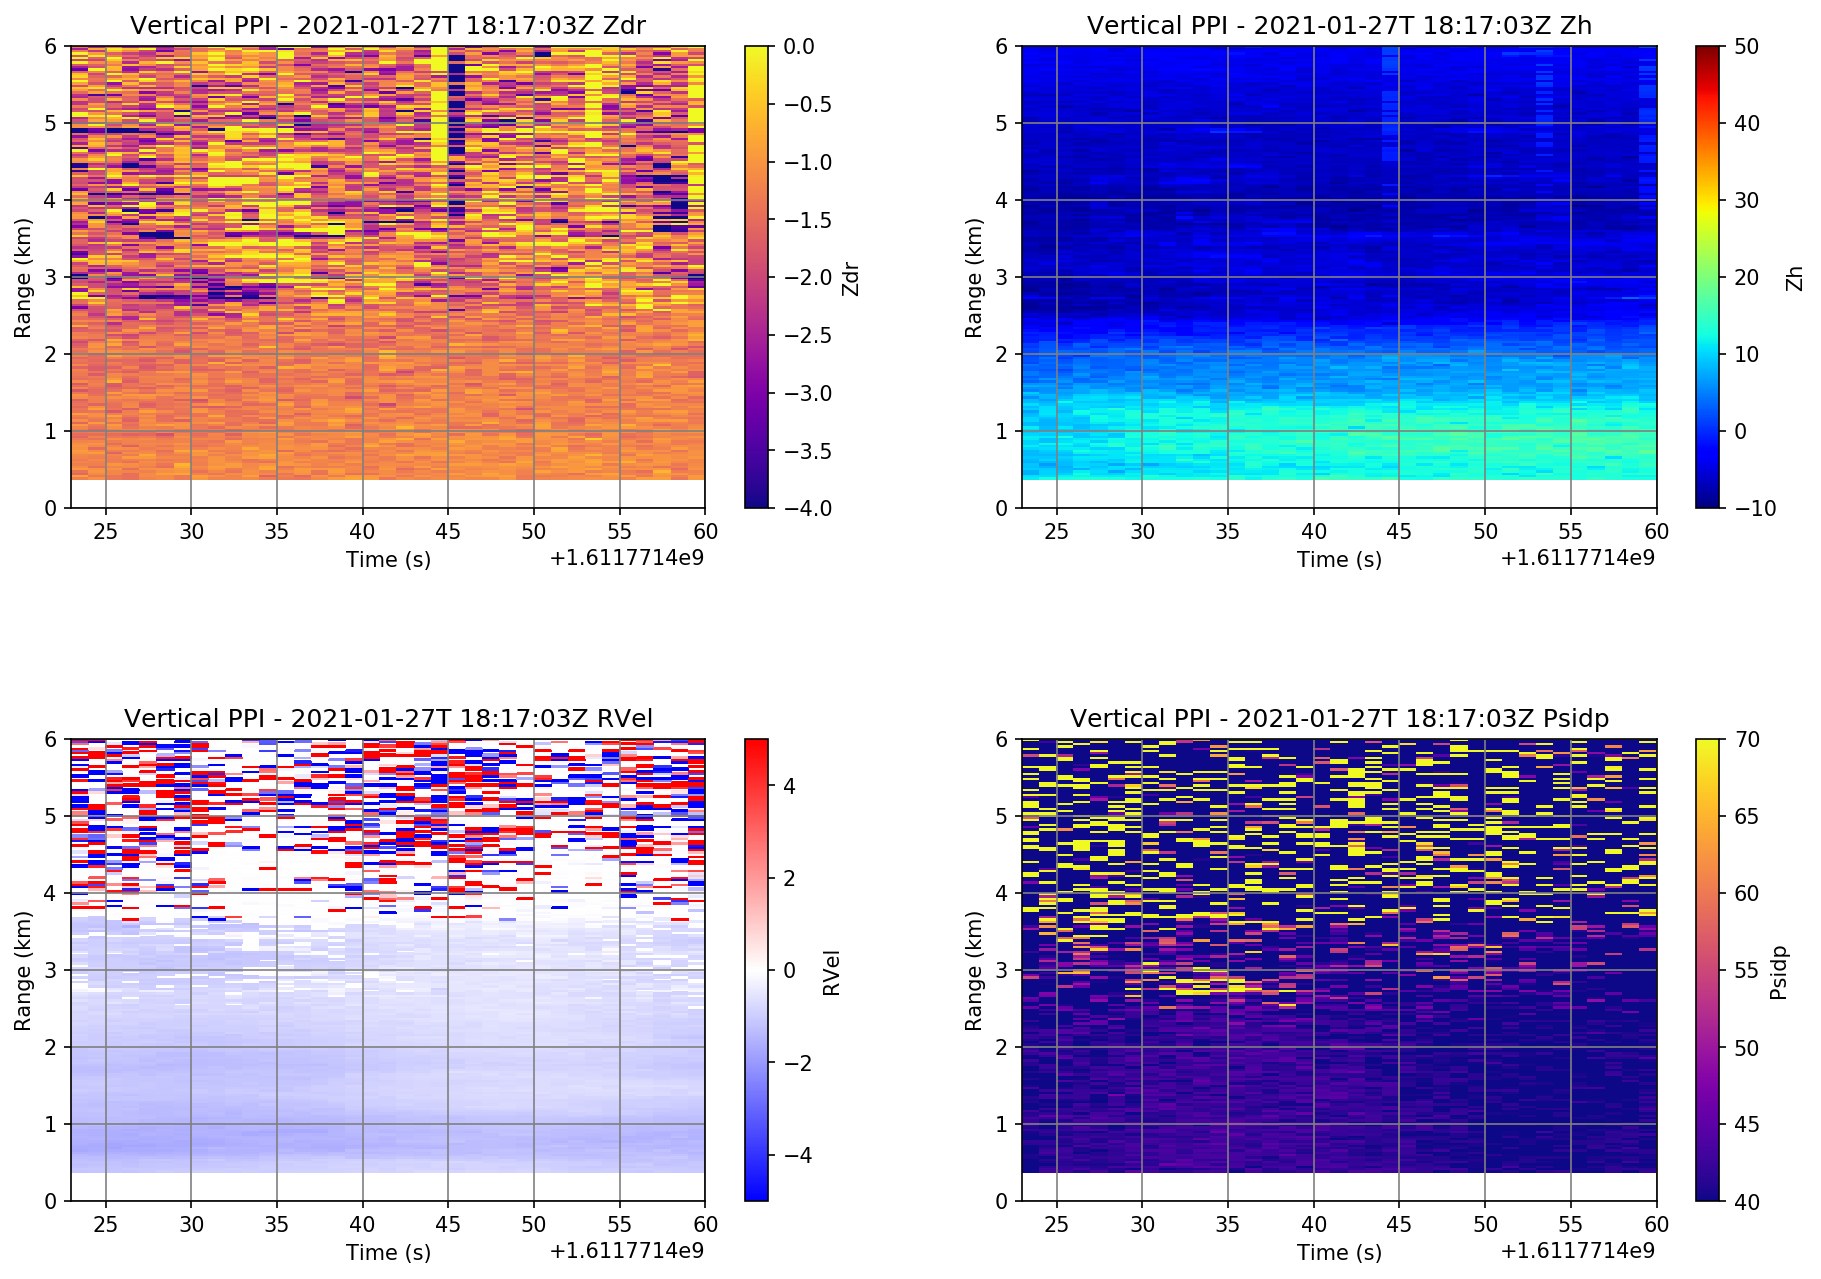 Vertical PPI - 2021-01-27T 18:17:03Z Zdr
6
5
4
3
2
1
0
Range (km)
25 30 35 40 45 50 55 60
Time (s)
+1.6117714e9
0.0
−0.5
−1.0
−1.5
−2.0
−2.5
−3.0
−3.5
−4.0
Zdr
Vertical PPI - 2021-01-27T 18:17:03Z Zh
6
5
4
3
2
1
0
Range (km)
25 30 35 40 45 50 55 60
Time (s)
+1.6117714e9
50
40
30
20
10
0
−10
Zh
Vertical PPI - 2021-01-27T 18:17:03Z RVel
6
5
4
3
2
1
0
Range (km)
25 30 35 40 45 50 55 60
Time (s)
+1.6117714e9
4
2
0
−2
−4
RVel
Vertical PPI - 2021-01-27T 18:17:03Z Psidp
6
5
4
3
2
1
0
Range (km)
25 30 35 40 45 50 55 60
Time (s)
+1.6117714e9
70
65
60
55
50
45
40
Psidp